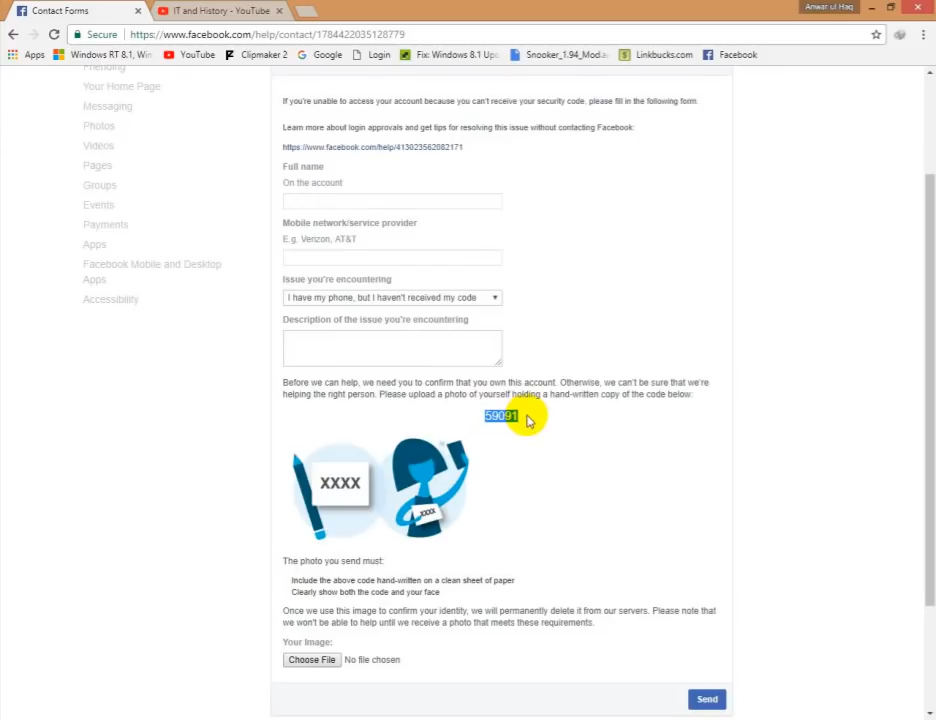 Contact Forms
IT and History - YouTube
Anwar ul Haq
Secure
https://www.facebook.com/help/contact/1784422035128779
Apps
Windows RT 8.1, Win
YouTube
Clipmaker 2
Google
Login
Fix: Windows 8.1 Upd
Snooker_1.94_Mod.a
Linkbucks.com
Facebook
Friending
Your Home Page
Messaging
Photos
Videos
Pages
Groups
Events
Payments
Apps
Facebook Mobile and Desktop
Apps
Accessibility
If you're unable to access your account because you can't receive your security code, please fill in the following form:
Learn more about login approvals and get tips for resolving this issue without contacting Facebook:
https://www.facebook.com/help/413023562082171
Full name
On the account
Mobile network/service provider
E.g. Verizon, AT&T
Issue you're encountering
I have my phone, but I haven't received my code
Description of the issue you're encountering
Before we can help, we need you to confirm that you own this account. Otherwise, we can't be sure that we're
helping the right person. Please upload a photo of yourself holding a hand-written copy of the code below:
59091
XXXX
XXXX
The photo you send must:
Include the above code hand-written on a clean sheet of paper
Clearly show both the code and your face
Once we use this image to confirm your identity, we will permanently delete it from our servers. Please note that
we won't be able to help until we receive a photo that meets these requirements.
Your Image:
Choose File No file chosen
Send